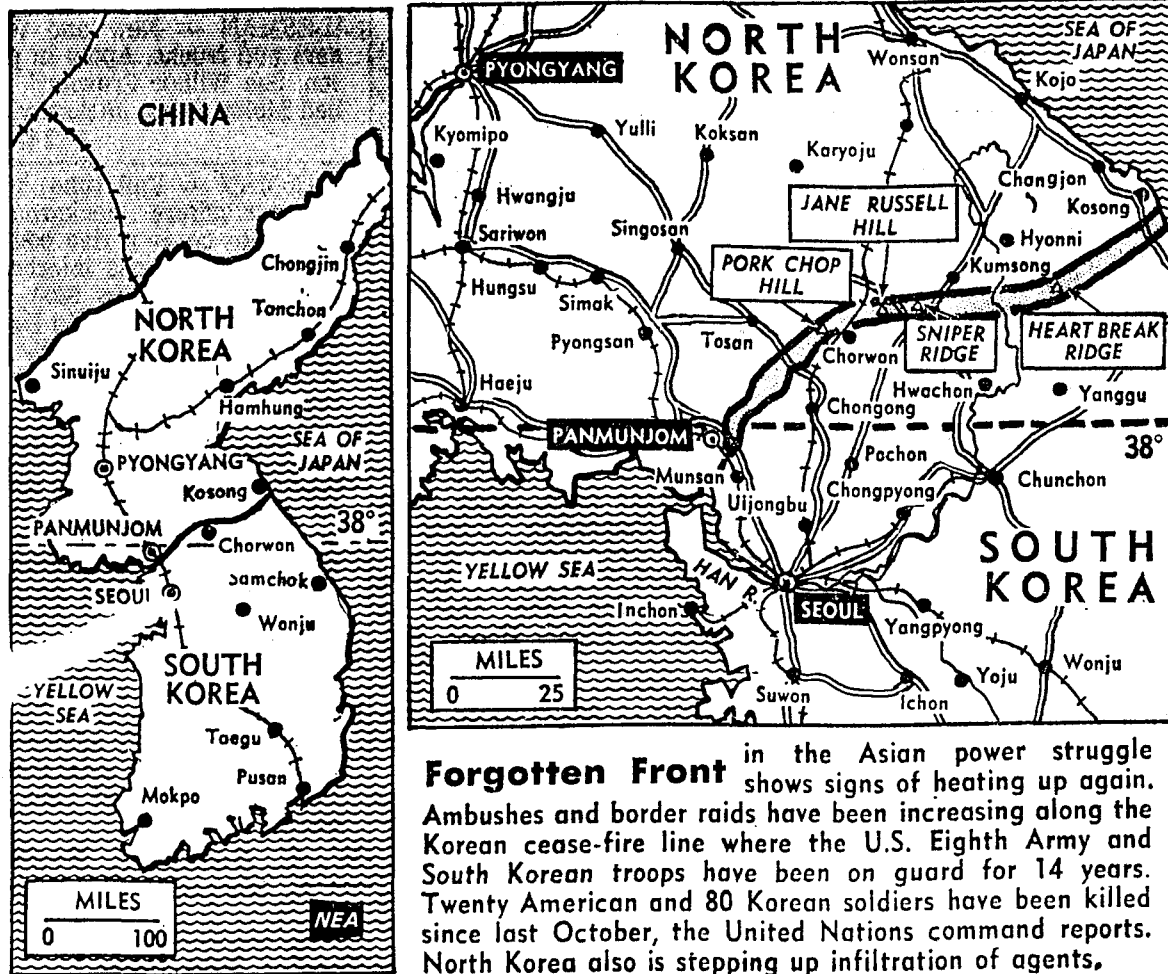 CHINA
Chongjin
Tanchon
NORTH
KOREA
Sinuiju
Hamhung
SEA OF
JAPAN
PYONGYANG
Kosong
PANMUNJOM
38°
Chorwon
Samchok
SEOUL
Wonju
SOUTH
KOREA
YELLOW
SEA
Taegu
Pusan
Mokpo
MILES
0 100
NEA
NORTH
KOREA
SEA OF
JAPAN
PYONGYANG
Wonsan
Kojo
Kyomipo
Yulli
Koksan
Karyoju
Changjon
Kosong
Hwangju
JANE RUSSELL
HILL
Sariwon
Singosan
Hyonni
Kumsong
PORK CHOP
HILL
Hungsu
Simak
SNIPER
RIDGE
HEART BREAK
RIDGE
Pyongsan
Tosan
Chorwon
Haeju
Hwachon
Yanggu
Chongong
PANMUNJOM
38°
Munsan
Pochon
Chunchon
Uijongbu
Chongpyong
SOUTH
KOREA
YELLOW SEA
HAN R.
Inchon
SEOUL
Yangpyong
MILES
0 25
Suwon
Ichon
Yoju
Wonju
Forgotten Front in the Asian power struggle
shows signs of heating up again.
Ambushes and border raids have been increasing along the
Korean cease-fire line where the U.S. Eighth Army and
South Korean troops have been on guard for 14 years.
Twenty American and 80 Korean soldiers have been killed
since last October, the United Nations command reports.
North Korea also is stepping up infiltration of agents.